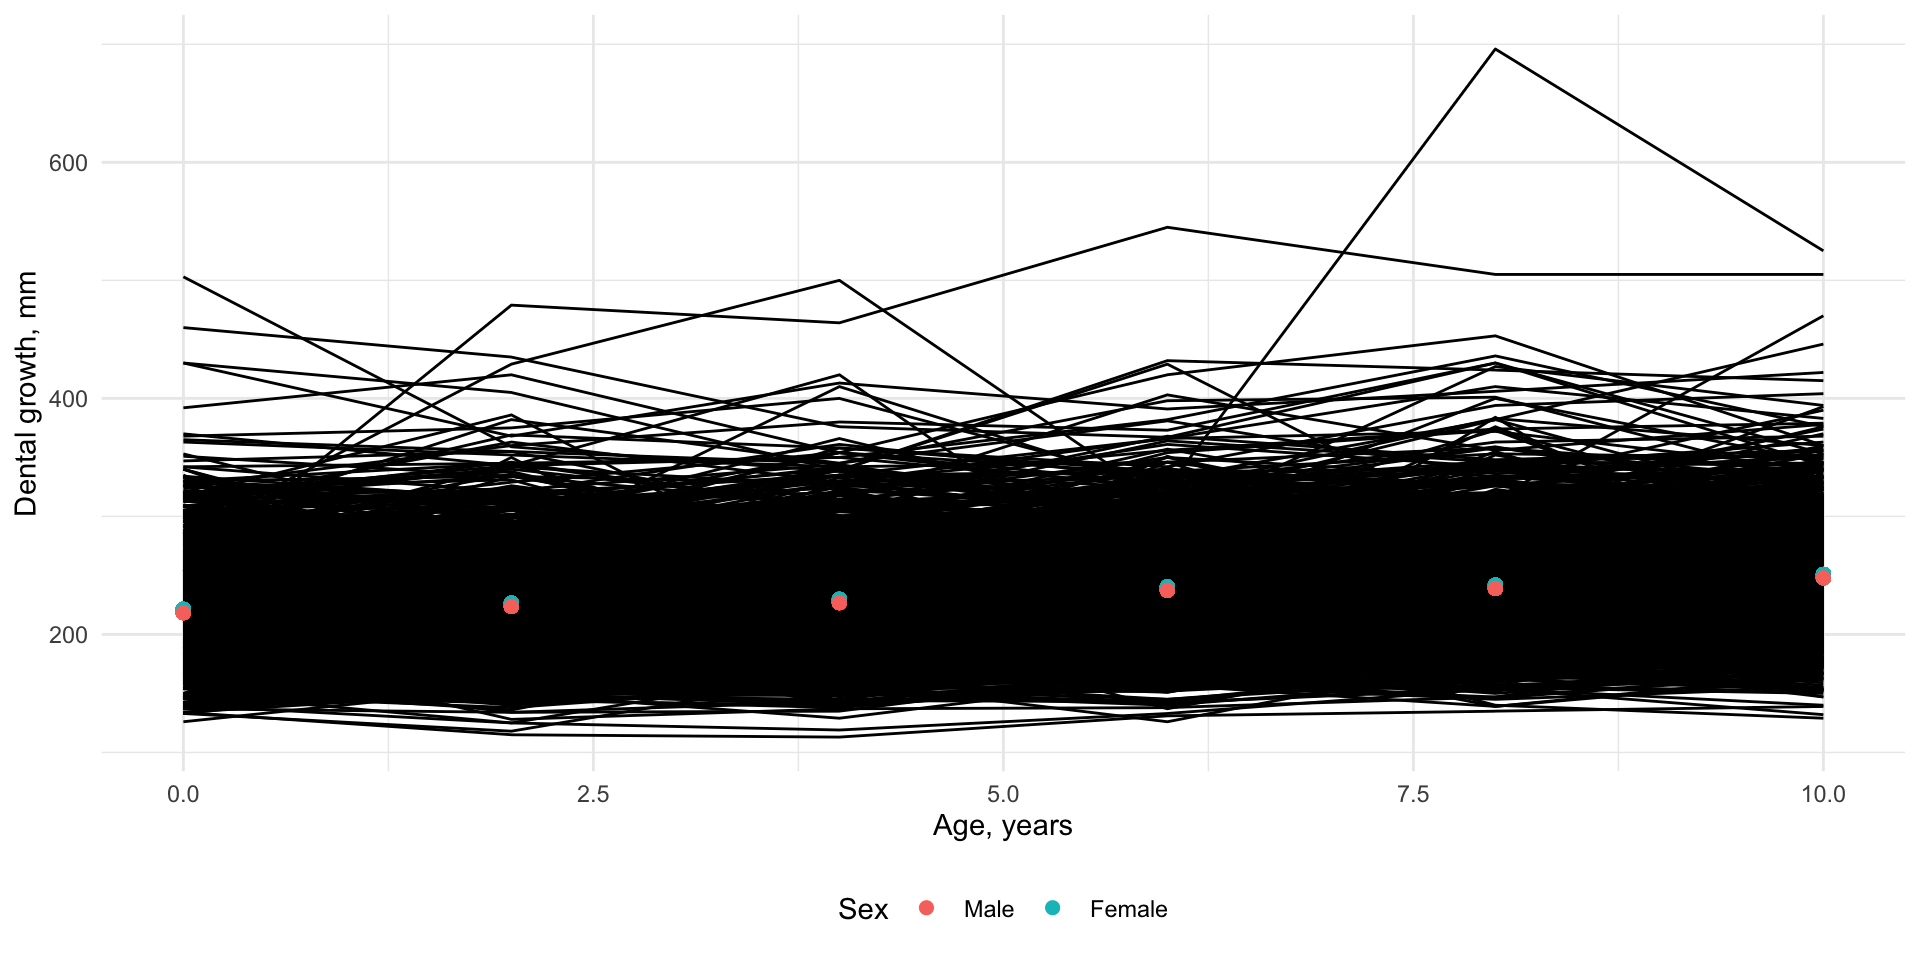 Dental growth, mm
600
400
200
0.0 2.5 5.0 7.5 10.0
Age, years
Sex Male Female